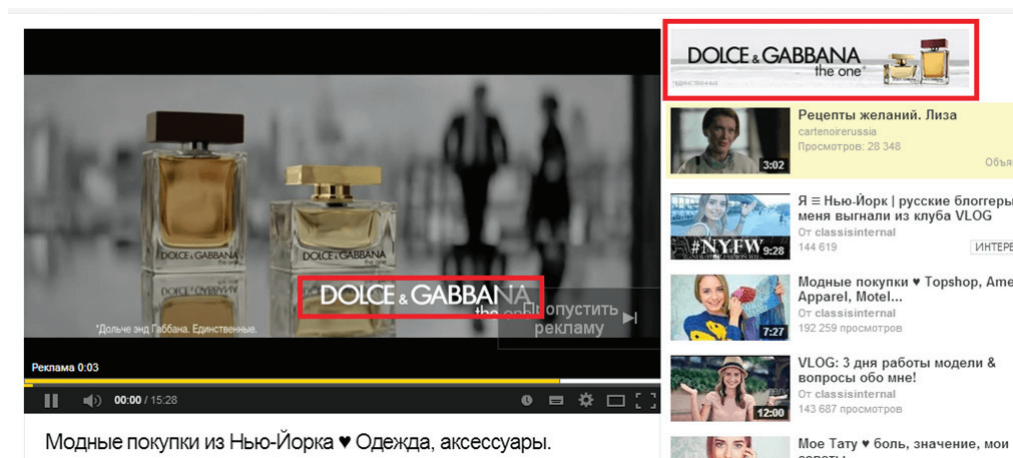 DOLCE & GABBANA
DOLCE & GABBANA
DOLCE & GABBANA
the one
*Дольче энд Габбана. Единственные.
Пропустить
рекламу
Реклама 0:03
00:00 / 15:28
Модные покупки из Нью-Йорка ♥ Одежда, аксессуары.
DOLCE & GABBANA
the one*
*ЕДИНСТВЕННЫЕ
3:02
Рецепты желаний. Лиза
cartenoirerussia
Просмотров: 28 348
#NYFW
9:28
Я ≡ Нью-Йорк | русские блоггеры
меня выгнали из клуба VLOG
От classisinternal
144 619
ИНТЕРЕ
7:27
Модные покупки ♥ Topshop, Ame
Apparel, Motel...
От classisinternal
192 259 просмотров
12:00
VLOG: 3 дня работы модели &
вопросы обо мне!
От classisinternal
143 687 просмотров
Мое Тату ♥ боль, значение, мои